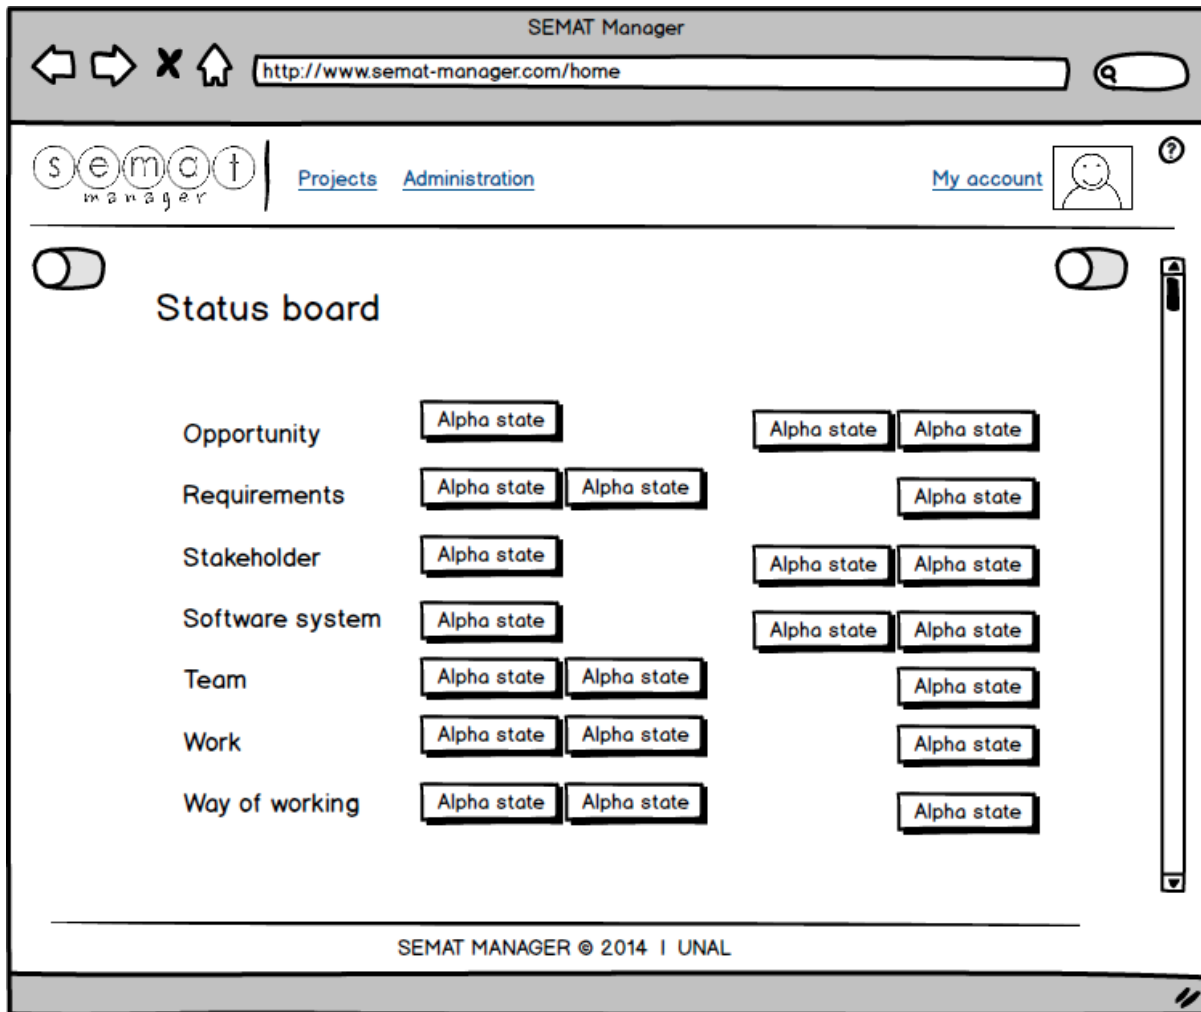 SEMAT Manager
http://www.semat-manager.com/home
semat
manager
Projects Administration My account ?
Status board
Opportunity Alpha state Alpha state Alpha state
Requirements Alpha state Alpha state Alpha state
Stakeholder Alpha state Alpha state Alpha state
Software system Alpha state Alpha state Alpha state
Team Alpha state Alpha state Alpha state
Work Alpha state Alpha state Alpha state
Way of working Alpha state Alpha state Alpha state
SEMAT MANAGER © 2014 | UNAL